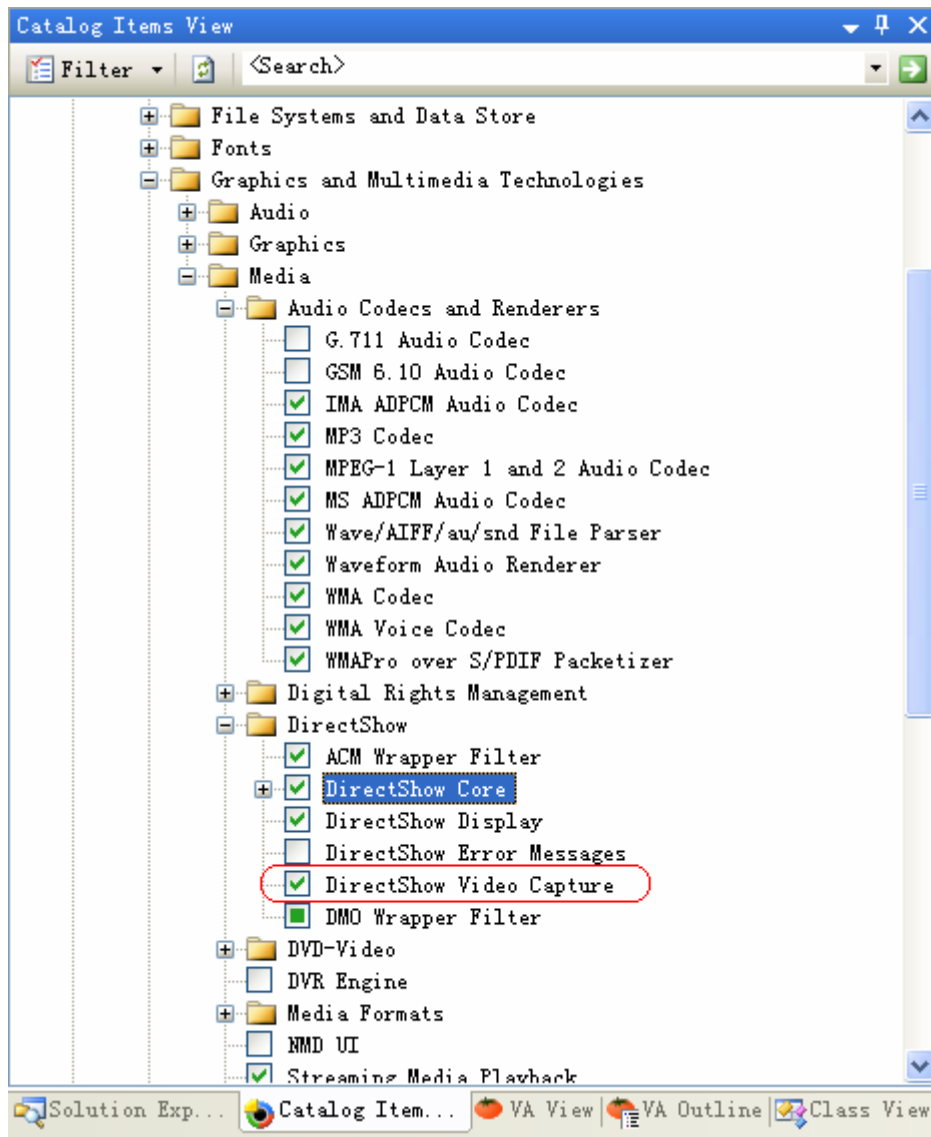 Catalog Items View
Filter
<Search>
File Systems and Data Store
Fonts
Graphics and Multimedia Technologies
Audio
Graphics
Media
Audio Codecs and Renderers
G.711 Audio Codec
GSM 6.10 Audio Codec
IMA ADPCM Audio Codec
MP3 Codec
MPEG-1 Layer 1 and 2 Audio Codec
MS ADPCM Audio Codec
Wave/AIFF/au/snd File Parser
Waveform Audio Renderer
WMA Codec
WMA Voice Codec
WMAPro over S/PDIF Packetizer
Digital Rights Management
DirectShow
ACM Wrapper Filter
DirectShow Core
DirectShow Display
DirectShow Error Messages
DirectShow Video Capture
DMO Wrapper Filter
DVD-Video
DVR Engine
Media Formats
NMD UI
Streaming Media Playback
Solution Exp... Catalog Item... VA View VA Outline Class View